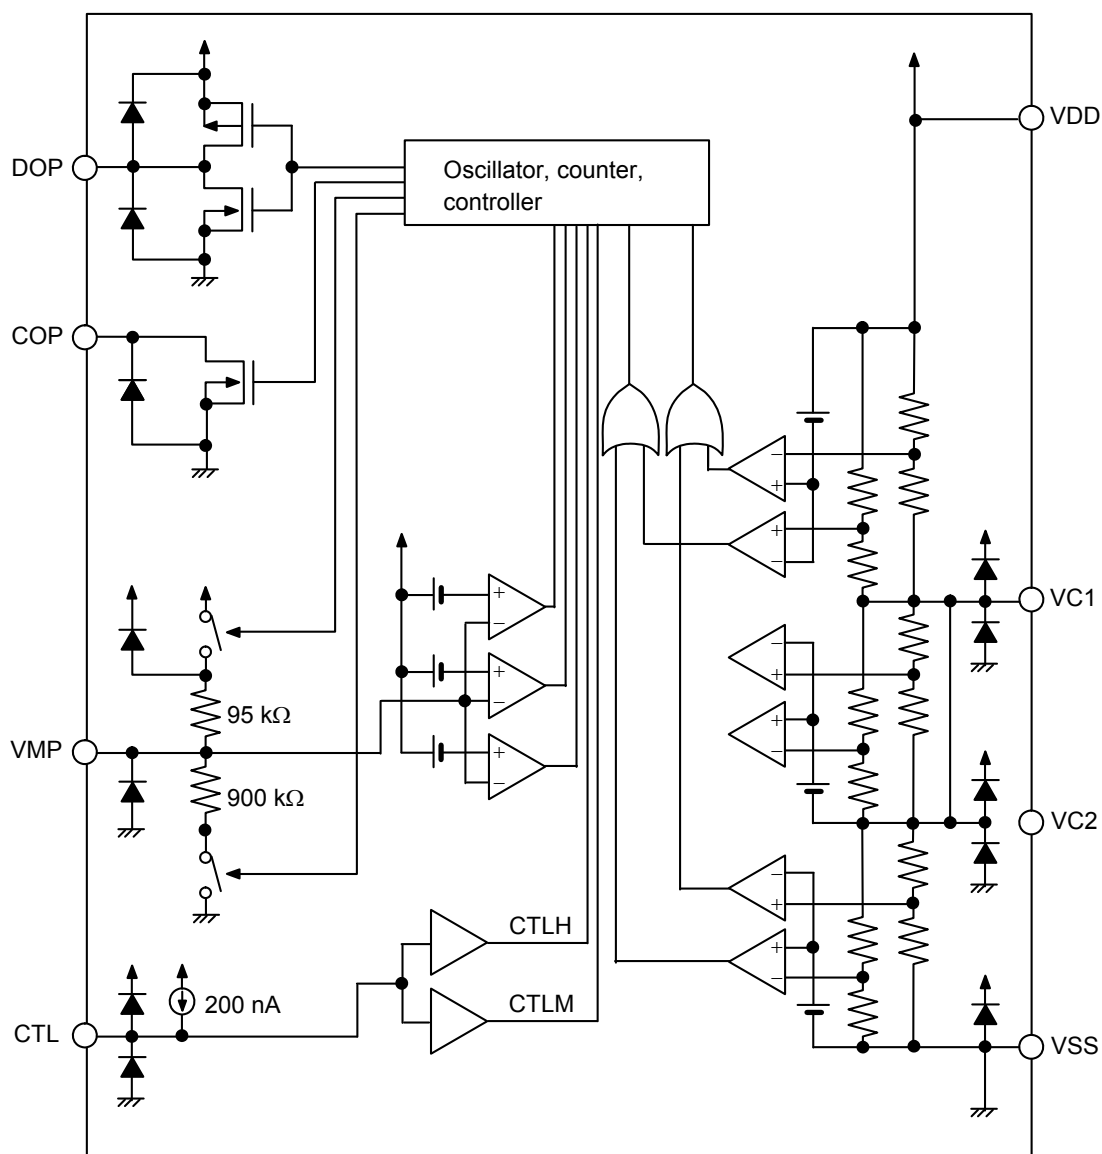 VDD
DOP
Oscillator, counter,
controller
COP
VC1
95 kΩ
VMP
900 kΩ
VC2
CTLH
200 nA
CTLM
CTL
VSS
+
−
+
−
+
−
−
+
+
−
−
+
+
−
−
+
+
−